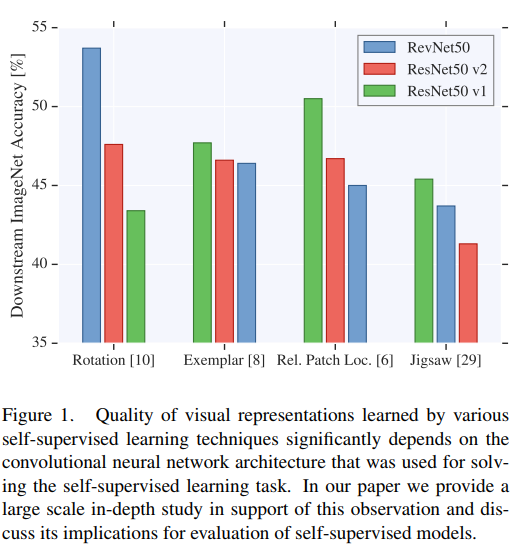 55
50
45
40
35
Downstream ImageNet Accuracy [%]
RevNet50
ResNet50 v2
ResNet50 v1
Rotation [10]
Exemplar [8]
Rel. Patch Loc. [6]
Jigsaw [29]
Figure 1. Quality of visual representations learned by various
self-supervised learning techniques significantly depends on the
convolutional neural network architecture that was used for solv-
ing the self-supervised learning task. In our paper we provide a
large scale in-depth study in support of this observation and dis-
cuss its implications for evaluation of self-supervised models.